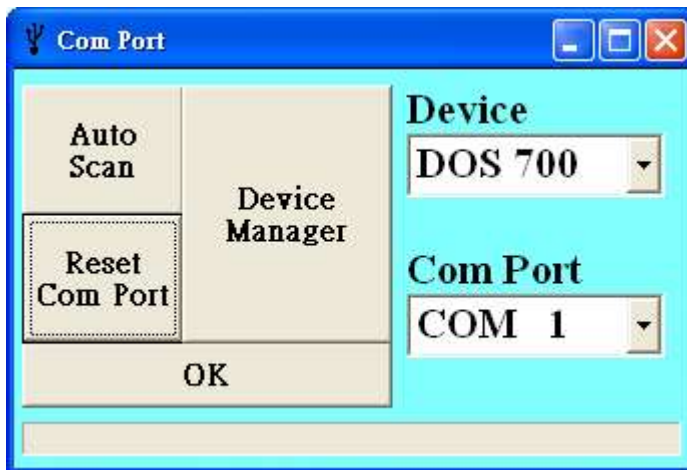 Com Port
Auto
Scan
Device
Manager
Reset
Com Port
OK
Device
DOS 700
Com Port
COM 1